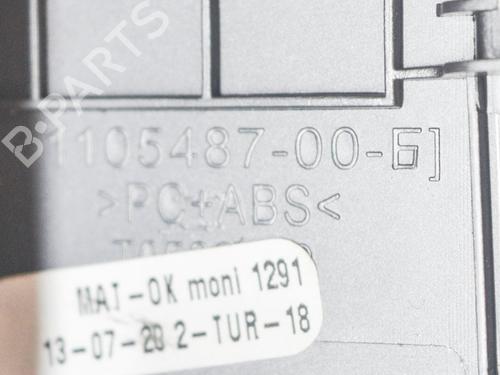 B-PARTS
1105487-00-E]
>PC+ABS<
MAT-OK moni 1291
13-07-20 2-TUR-18